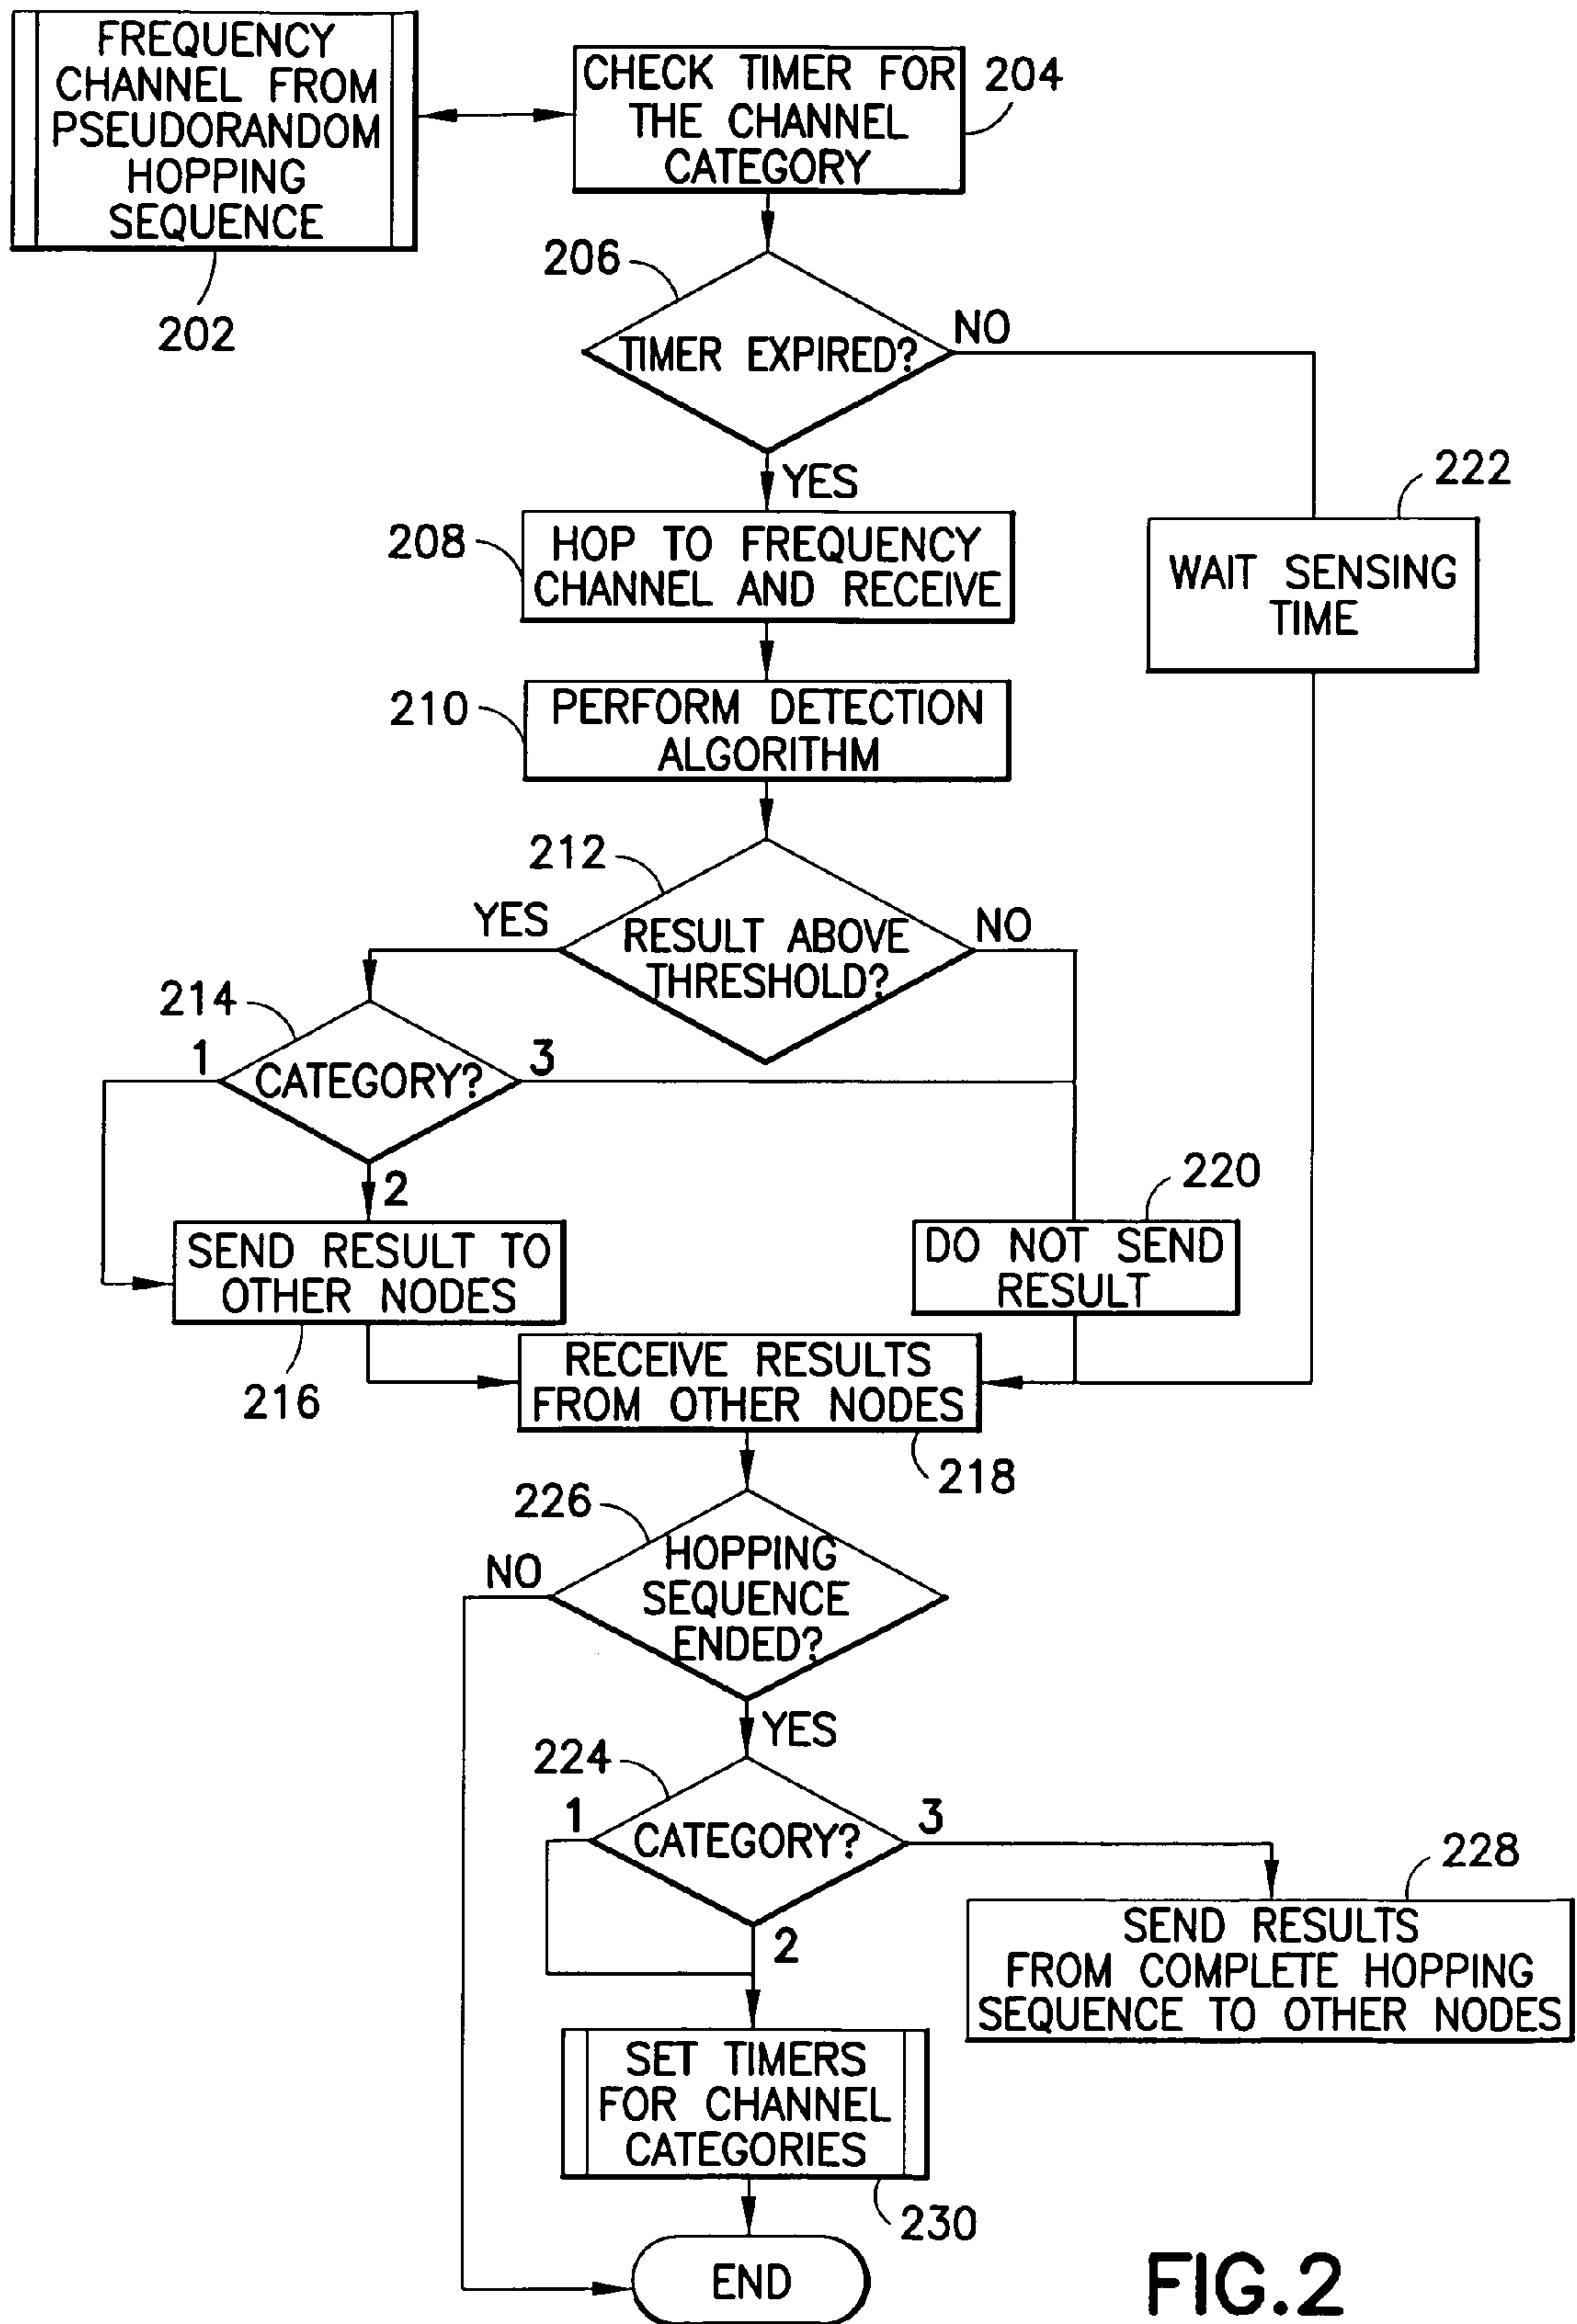 FREQUENCY
CHANNEL FROM
PSEUDORANDOM
HOPPING
SEQUENCE
202
CHECK TIMER FOR
THE CHANNEL
CATEGORY
204
206
TIMER EXPIRED?
NO
YES
222
WAIT SENSING
TIME
208
HOP TO FREQUENCY
CHANNEL AND RECEIVE
210
PERFORM DETECTION
ALGORITHM
212
YES
RESULT ABOVE
THRESHOLD?
NO
214
1
CATEGORY?
3
2
220
SEND RESULT TO
OTHER NODES
216
DO NOT SEND
RESULT
RECEIVE RESULTS
FROM OTHER NODES
218
226
NO
HOPPING
SEQUENCE
ENDED?
YES
224
1
CATEGORY?
3
2
228
SEND RESULTS
FROM COMPLETE HOPPING
SEQUENCE TO OTHER NODES
SET TIMERS
FOR CHANNEL
CATEGORIES
230
END
FIG.2